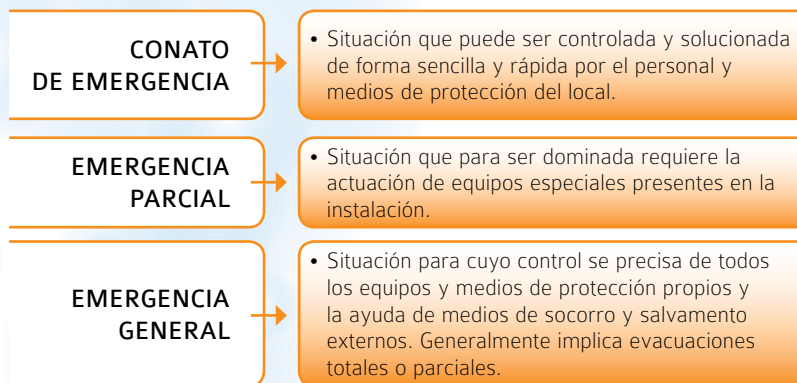 CONATO
DE EMERGENCIA
• Situación que puede ser controlada y solucionada
de forma sencilla y rápida por el personal y
medios de protección del local.
EMERGENCIA
PARCIAL
• Situación que para ser dominada requiere la
actuación de equipos especiales presentes en la
instalación.
EMERGENCIA
GENERAL
• Situación para cuyo control se precisa de todos
los equipos y medios de protección propios y
la ayuda de medios de socorro y salvamento
externos. Generalmente implica evacuaciones
totales o parciales.